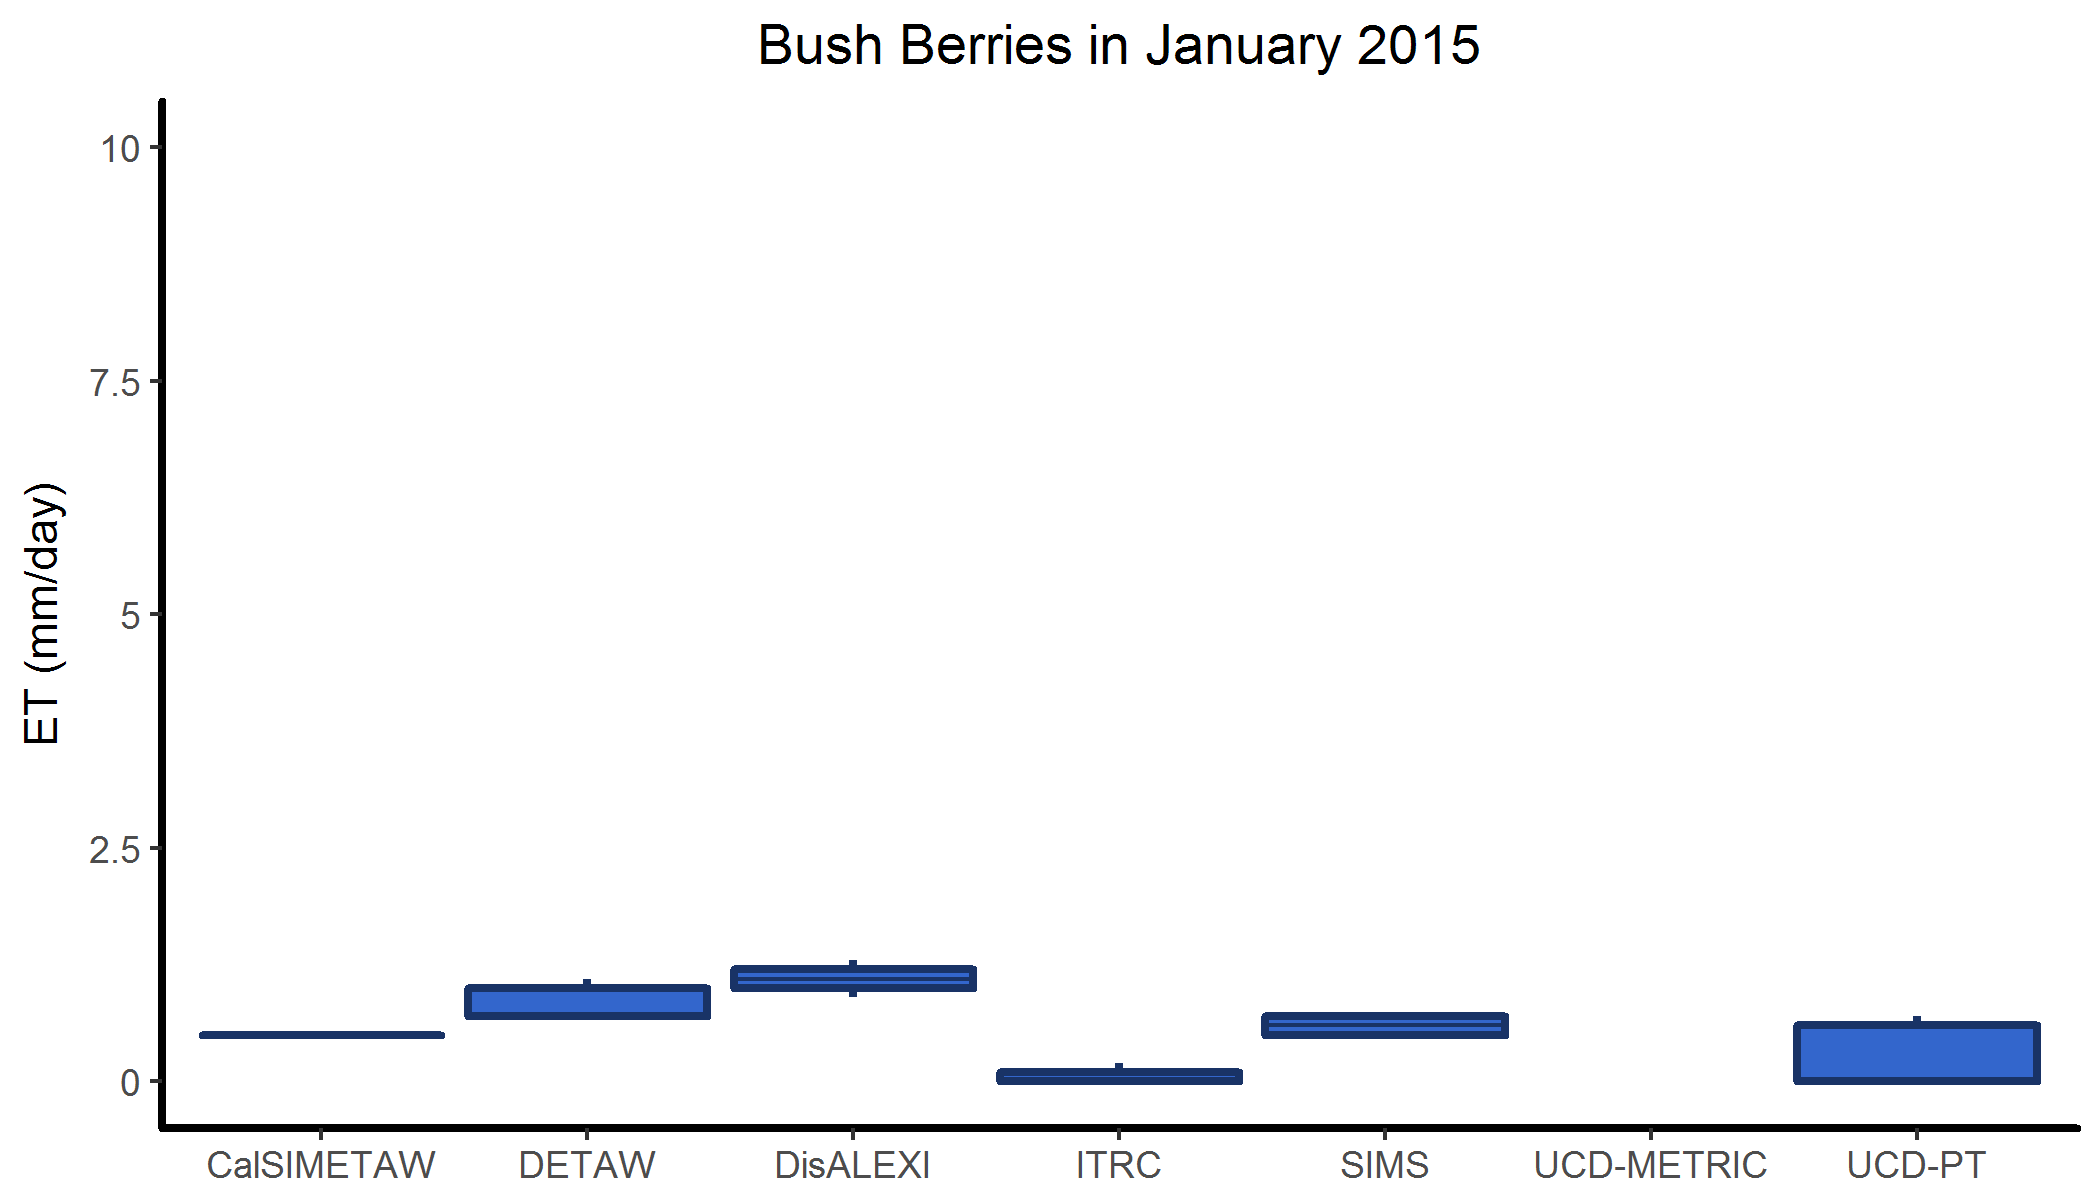 Bush Berries in January 2015
ET (mm/day)
10
7.5
5
2.5
0
CalSIMETAW DETAW DisALEXI ITRC SIMS UCD-METRIC UCD-PT